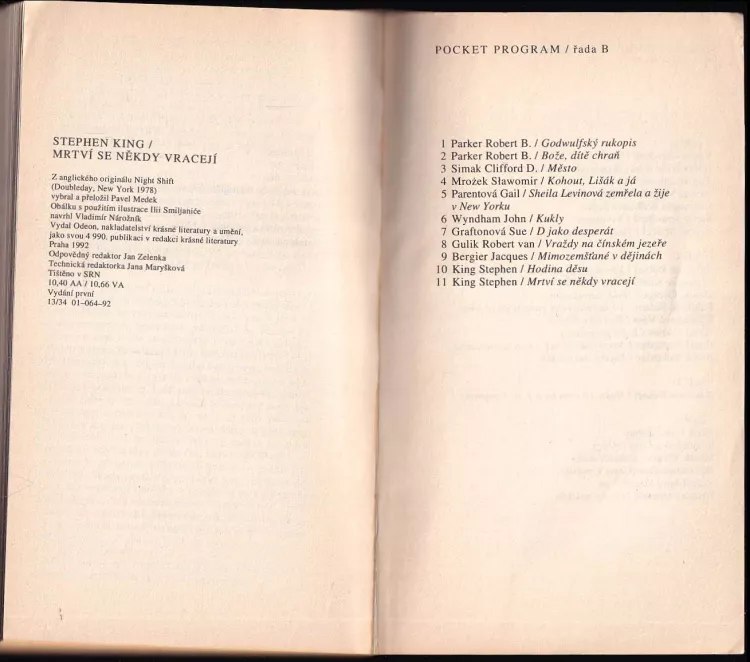 STEPHEN KING /
MRTVÍ SE NĚKDY VRACEJÍ
Z anglického originálu Night Shift
(Doubleday, New York 1978)
vybral a přeložil Pavel Medek
Obálku s použitím ilustrace Ilii Smiljaniče
navrhl Vladimír Nárožník
Vydal Odeon, nakladatelství krásné literatury a umění,
jako svou 4 990. publikaci v redakci krásné literatury
Praha 1992
Odpovědný redaktor Jan Zelenka
Technická redaktorka Jana Maryšková
Tištěno v SRN
10,40 AA / 10,66 VA
Vydání první
13/34 01–064–92
POCKET PROGRAM / řada B
1 Parker Robert B. / Godwulfský rukopis
2 Parker Robert B. / Bože, dítě chraň
3 Simak Clifford D. / Město
4 Mrożek Sławomir / Kohout, Lišák a já
5 Parentová Gail / Sheila Levinová zemřela a žije
v New Yorku
6 Wyndham John / Kukly
7 Graftonová Sue / D jako desperát
8 Gulik Robert van / Vraždy na čínském jezeře
9 Bergier Jacques / Mimozemšťané v dějinách
10 King Stephen / Hodina děsu
11 King Stephen / Mrtví se někdy vracejí